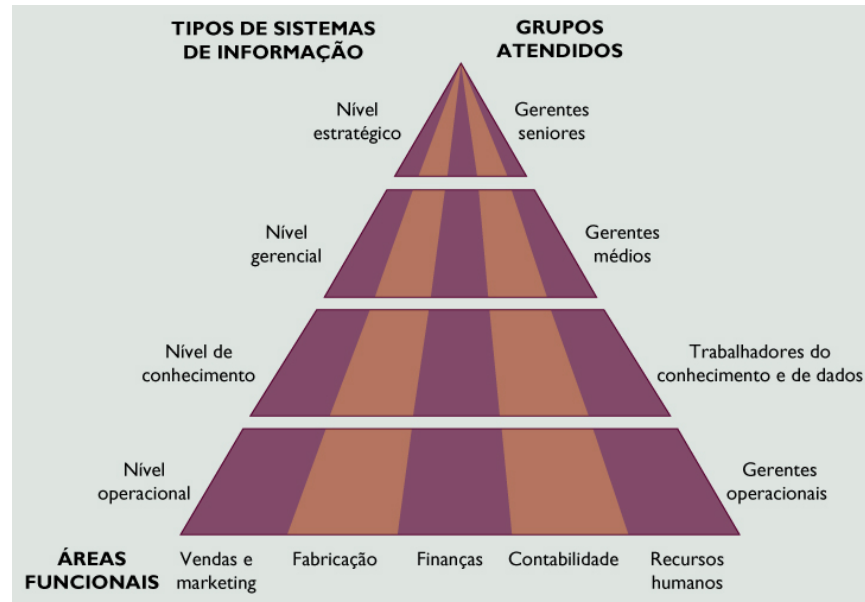 TIPOS DE SISTEMAS
DE INFORMAÇÃO
GRUPOS
ATENDIDOS
Nível
estratégico
Gerentes
seniores
Nível
gerencial
Gerentes
médios
Nível de
conhecimento
Trabalhadores do
conhecimento e de dados
Nível
operacional
Gerentes
operacionais
ÁREAS
FUNCIONAIS
Vendas e
marketing
Fabricação
Finanças
Contabilidade
Recursos
humanos